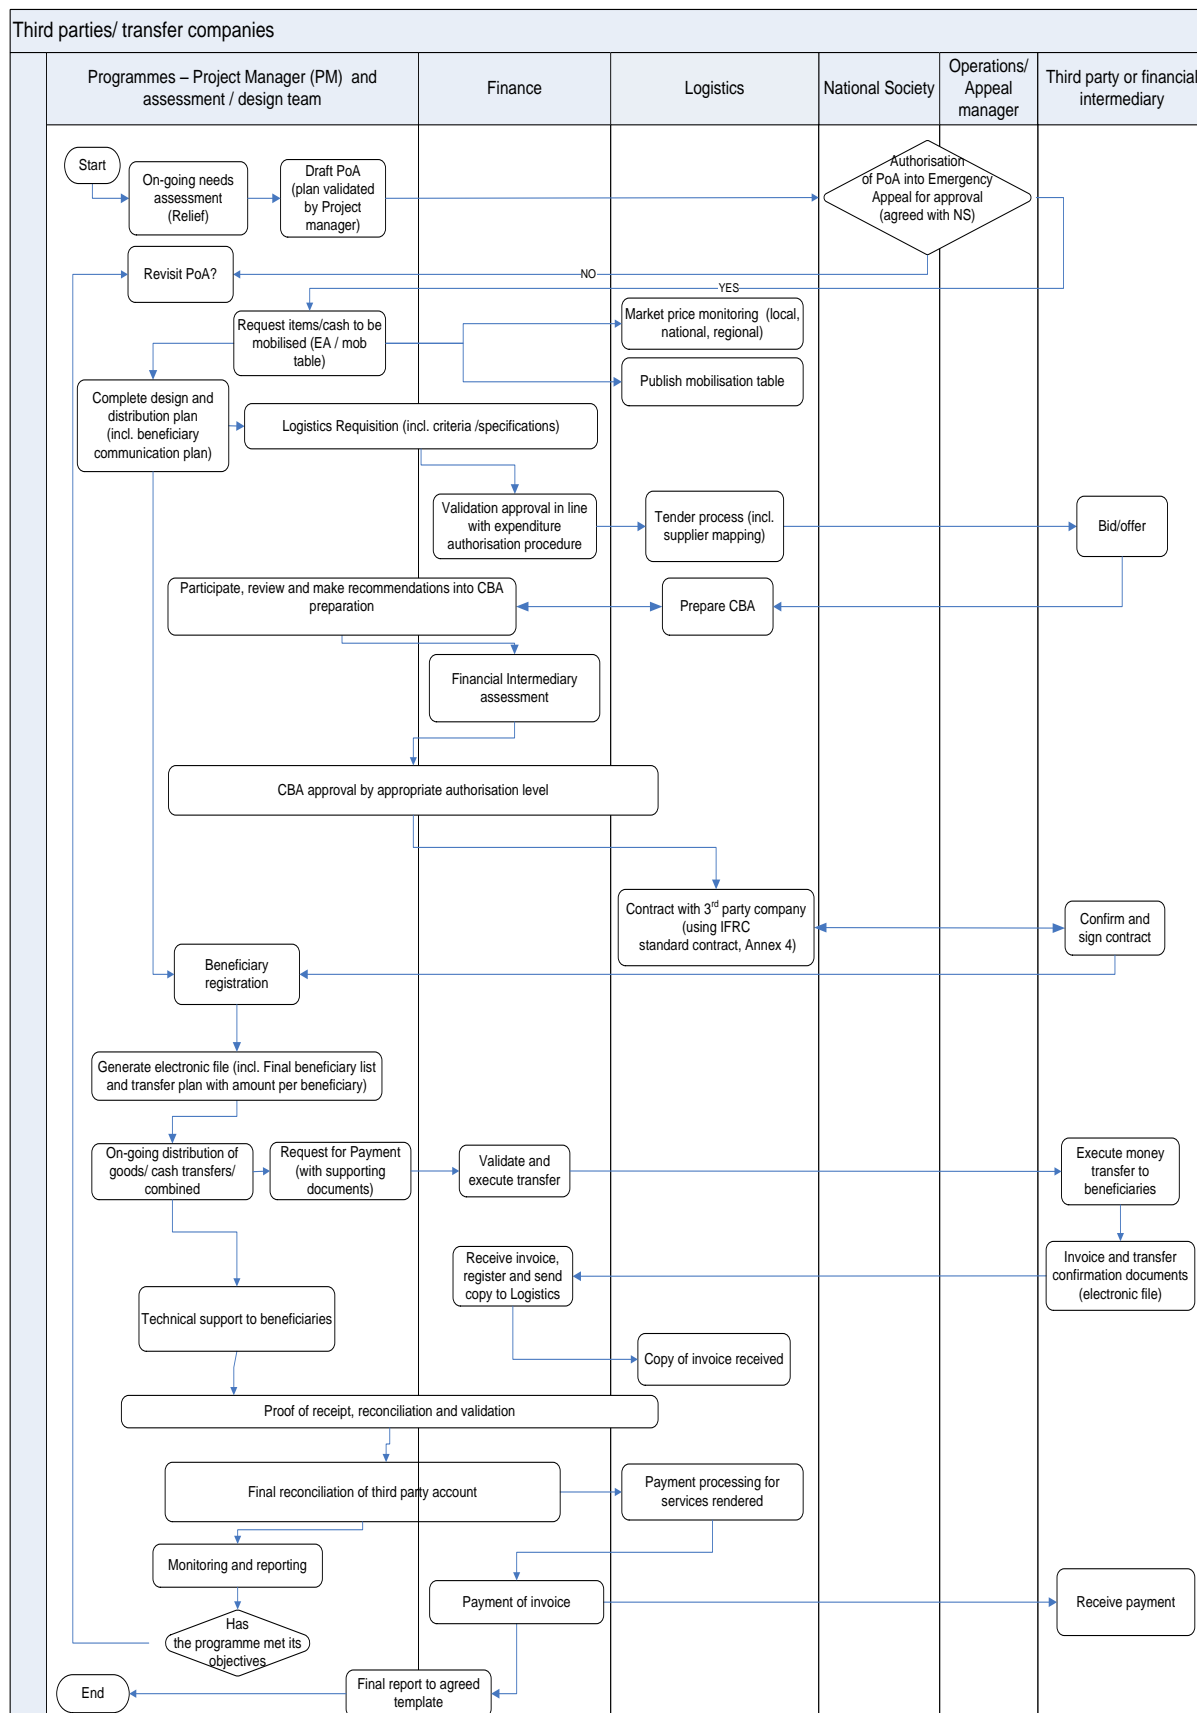 Third parties/ transfer companies
Programmes – Project Manager (PM) and
assessment / design team
Finance
Logistics
National Society
Operations/
Appeal
manager
Third party or financial
intermediary
Start
On-going needs
assessment
(Relief)
Draft PoA
(plan validated
by Project
manager)
Authorisation
of PoA into Emergency
Appeal for approval
(agreed with NS)
Revisit PoA?
NO
YES
Request items/cash to be
mobilised (EA / mob
table)
Market price monitoring (local,
national, regional)
Publish mobilisation table
Complete design and
distribution plan
(incl. beneficiary
communication plan)
Logistics Requisition (incl. criteria /specifications)
Validation approval in line
with expenditure
authorisation procedure
Tender process (incl.
supplier mapping)
Bid/offer
Participate, review and make recommendations into CBA
preparation
Prepare CBA
Financial Intermediary
assessment
CBA approval by appropriate authorisation level
Contract with 3rd party company
(using IFRC
standard contract, Annex 4)
Confirm and
sign contract
Beneficiary
registration
Generate electronic file (incl. Final beneficiary list
and transfer plan with amount per beneficiary)
On-going distribution of
goods/ cash transfers/
combined
Request for Payment
(with supporting
documents)
Validate and
execute transfer
Execute money
transfer to
beneficiaries
Receive invoice,
register and send
copy to Logistics
Invoice and transfer
confirmation documents
(electronic file)
Technical support to beneficiaries
Copy of invoice received
Proof of receipt, reconciliation and validation
Final reconciliation of third party account
Payment processing for
services rendered
Monitoring and reporting
Payment of invoice
Receive payment
Has
the programme met its
objectives
End
Final report to agreed
template